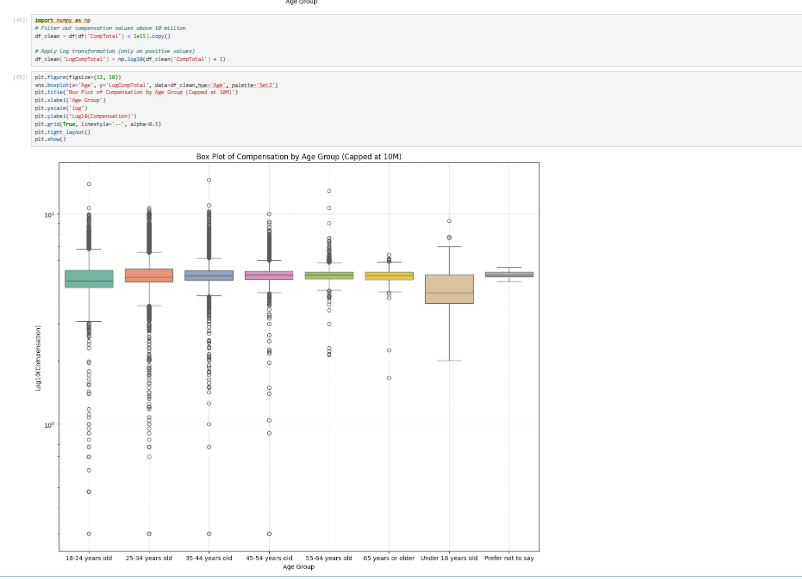 Age Group
[41]:
import numpy as np
# Filter out compensation values above 10 million
df_clean = df[df['CompTotal'] < 1e15].copy()
# Apply Log transformation (only on positive values)
df_clean['LogCompTotal'] = np.log10(df_clean['CompTotal'] + 1)
plt.figure(figsize=(12, 10))
sns.boxplot(x='Age', y='LogCompTotal', data=df_clean,hue='Age', palette='Set2')
plt.title('Box Plot of Compensation by Age Group (Capped at 10M)')
plt.xlabel('Age Group')
plt.yscale('log')
plt.ylabel('Log10(Compensation)')
plt.grid(True, linestyle='--', alpha=0.5)
plt.tight_layout()
plt.show()
Box Plot of Compensation by Age Group (Capped at 10M)
10¹
Log10(Compensation)
10⁰
18-24 years old 25-34 years old 35-44 years old 45-54 years old 55-64 years old 65 years or older Under 18 years old Prefer not to say
Age Group